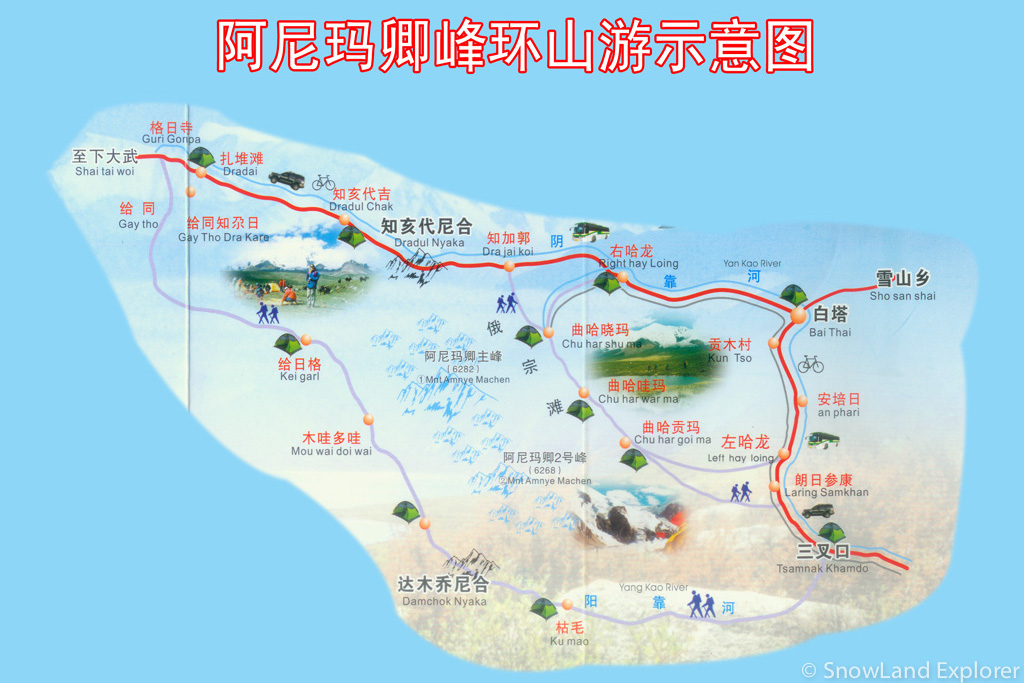 阿尼玛卿峰环山游示意图
格日寺
Guri Gonpa
至下大武
Shai tai woi
扎堆滩
Dradai
给同
Gay tho
给同知尕日
Gay Tho Dra Kare
知亥代吉
Dradul Chak
知亥代尼合
Dradul Nyaka
知加郭
Dra jai koi
阴
右哈龙
Right hay Loing
靠
Yan Kao River
河
雪山乡
Sho san shai
白塔
Bai Thai
俄
宗
滩
曲哈晓玛
Chu har shu ma
贡木村
Kun Tso
阿尼玛卿主峰
(6282)
Mnt Amnye Machen
给日格
Kei garl
曲哈哇玛
Chu har war ma
安培日
an phari
木哇多哇
Mou wai doi wai
曲哈贡玛
Chu har goi ma
左哈龙
Left hay loing
阿尼玛卿2号峰
(6268)
Mnt Amnye Machen
朗日参康
Laring Samkhan
三叉口
Tsamnak Khamdo
达木乔尼合
Damchok Nyaka
Yang Kao River
阳
靠
河
枯毛
Ku mao
© SnowLand Explorer